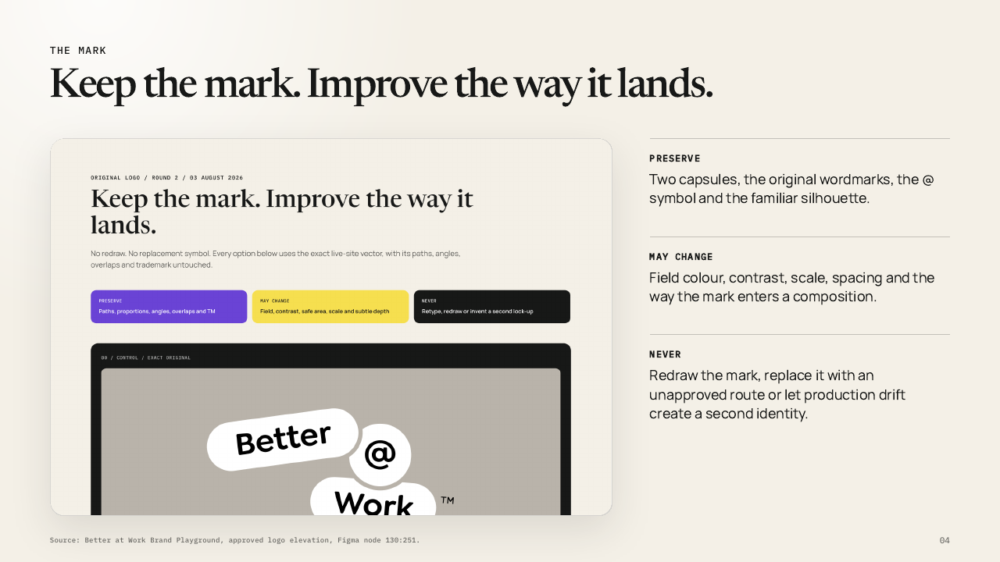 THE MARK
Keep the mark. Improve the way it lands.
ORIGINAL LOGO / ROUND 2 / 03 AUGUST 2026
Keep the mark. Improve the way it
lands.
No redraw. No replacement symbol. Every option below uses the exact live-site vector, with its paths, angles,
overlaps and trademark untouched.
PRESERVE
Paths, proportions, angles, overlaps and TM
MAY CHANGE
Field, contrast, safe area, scale and subtle depth
NEVER
Retype, redraw or invent a second lock-up
00 / CONTROL / EXACT ORIGINAL
Better
@
Work TM
PRESERVE
Two capsules, the original wordmarks, the @
symbol and the familiar silhouette.
MAY CHANGE
Field colour, contrast, scale, spacing and the
way the mark enters a composition.
NEVER
Redraw the mark, replace it with an
unapproved route or let production drift
create a second identity.
Source: Better at Work Brand Playground, approved logo elevation, Figma node 130:251.
04